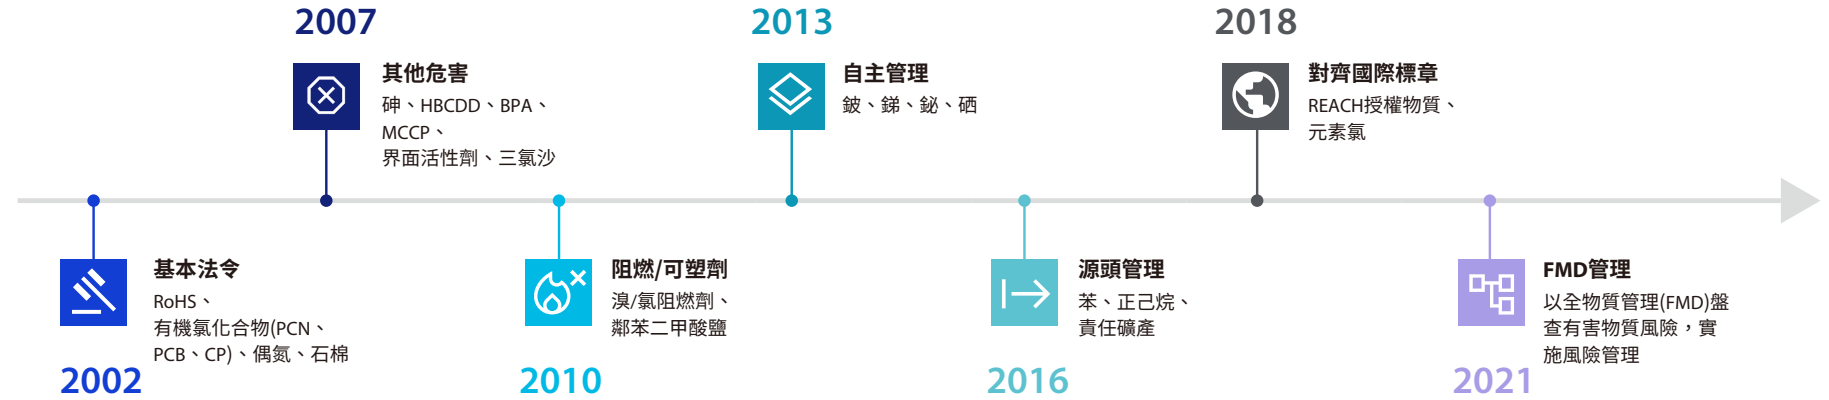 2007
其他危害
砷、HBCDD、BPA、
MCCP、
界面活性劑、三氯沙
2013
自主管理
鈹、銻、鉍、硒
2018
對齊國際標章
REACH授權物質、
元素氯
基本法令
RoHS、
有機氯化合物(PCN、
PCB、CP)、偶氮、石棉
2002
阻燃/可塑劑
溴/氯阻燃劑、
鄰苯二甲酸鹽
2010
源頭管理
苯、正己烷、
責任礦產
2016
FMD管理
以全物質管理(FMD)盤
查有害物質風險，實
施風險管理
2021